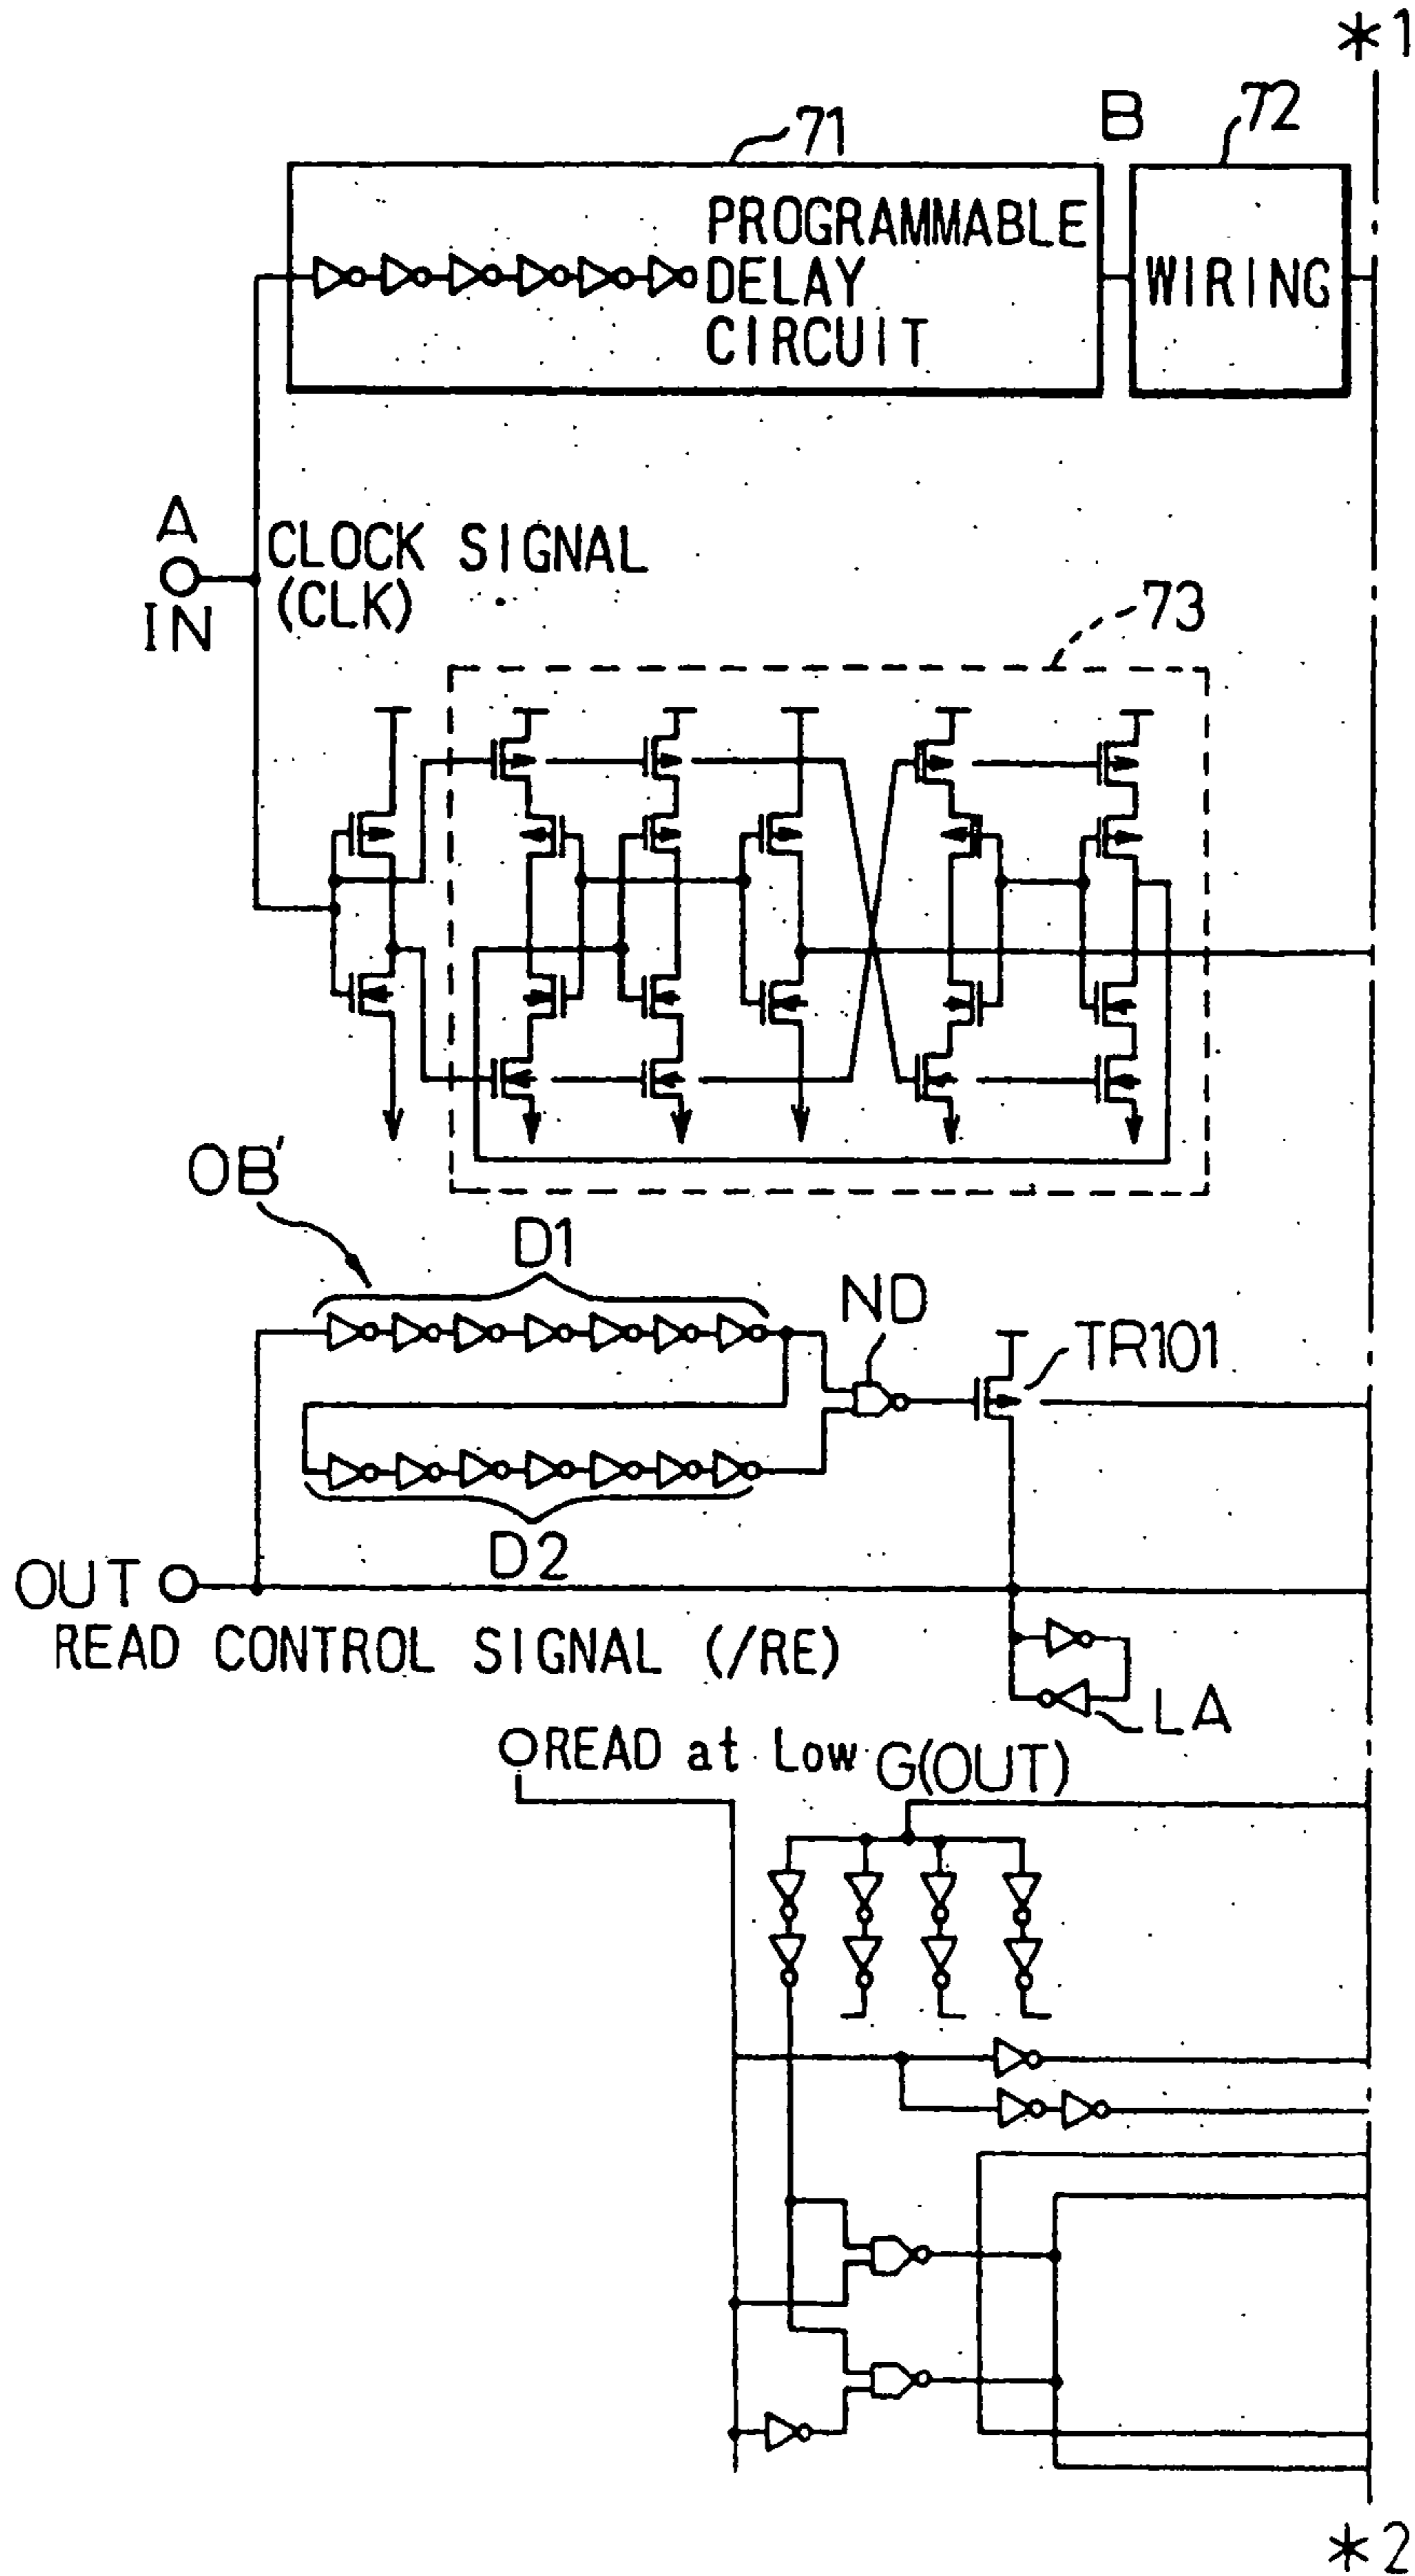 *1
71
B
72
PROGRAMMABLE
DELAY
CIRCUIT
WIRING
A
IN
CLOCK SIGNAL
(CLK)
73
OB'
D1
ND
TR101
D2
OUT
READ CONTROL SIGNAL (/RE)
LA
READ at Low
G(OUT)
*2